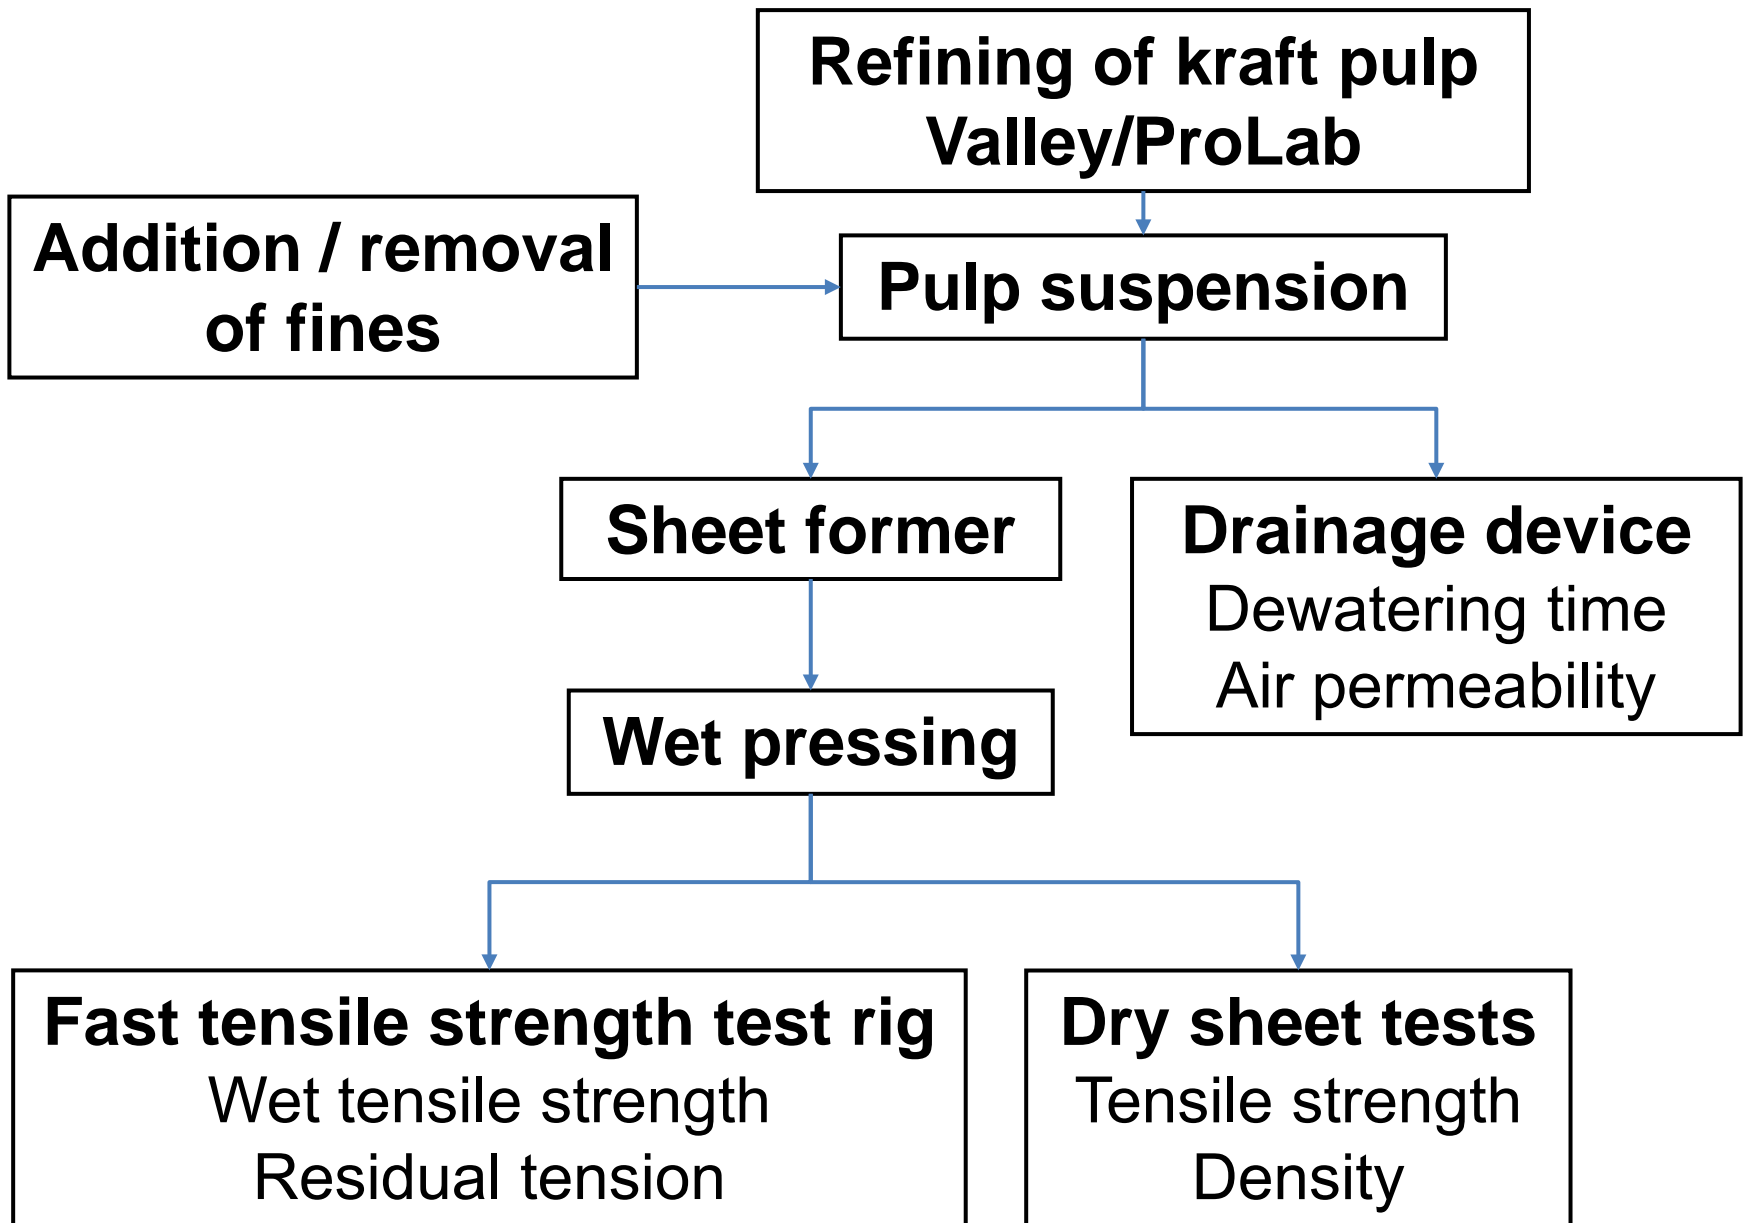 Refining of kraft pulp
Valley/ProLab
Addition / removal
of fines
Pulp suspension
Sheet former
Drainage device
Dewatering time
Air permeability
Wet pressing
Fast tensile strength test rig
Wet tensile strength
Residual tension
Dry sheet tests
Tensile strength
Density